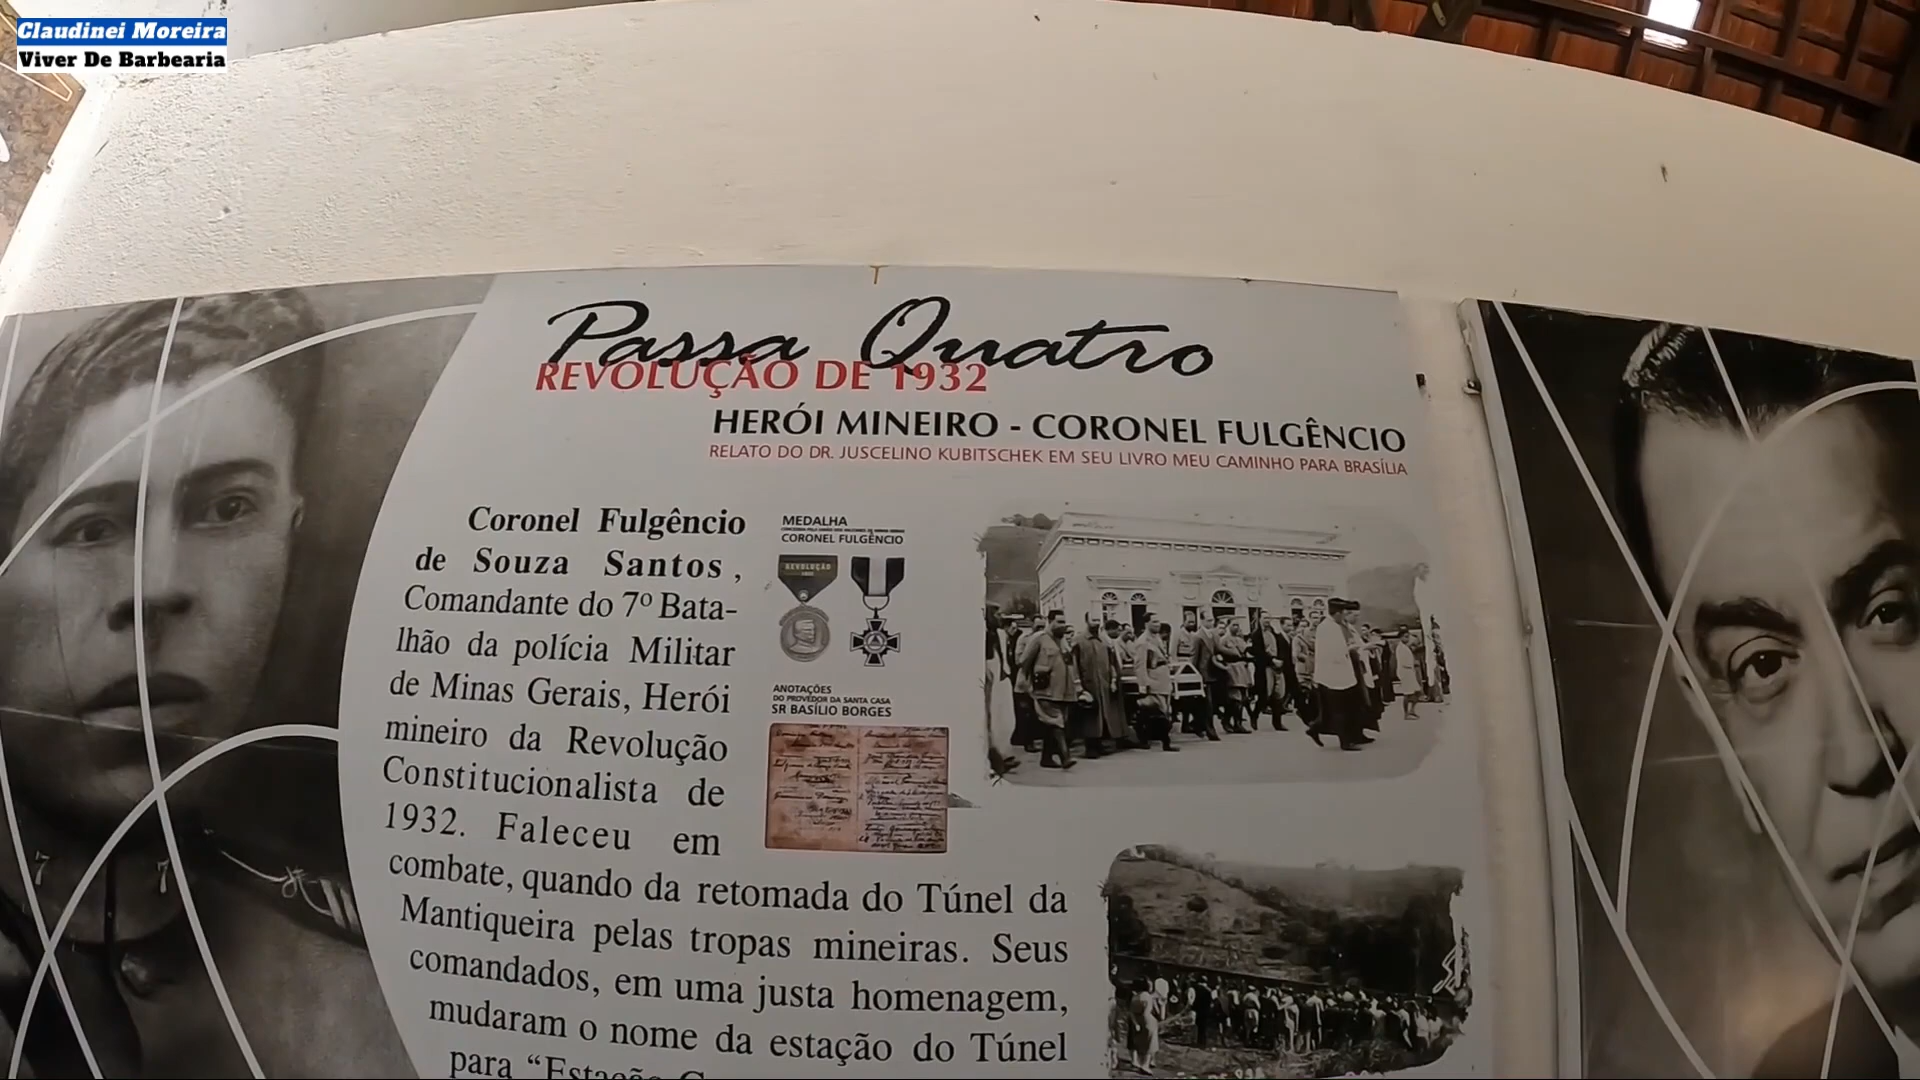 Claudinei Moreira
Viver De Barbearia
Passa Quatro
REVOLUÇÃO DE 1932
HERÓI MINEIRO - CORONEL FULGÊNCIO
RELATO DO DR. JUSCELINO KUBITSCHEK EM SEU LIVRO MEU CAMINHO PARA BRASÍLIA
Coronel Fulgêncio
de Souza Santos,
Comandante do 7º Bata-
lhão da polícia Militar
de Minas Gerais, Herói
mineiro da Revolução
Constitucionalista de
1932. Faleceu em
combate, quando da retomada do Túnel da
Mantiqueira pelas tropas mineiras. Seus
comandados, em uma justa homenagem,
mudaram o nome da estação do Túnel
para “Estação
MEDALHA
CORONEL FULGÊNCIO
REVOLUÇÃO
ANOTAÇÕES
DO PROVEDOR DA SANTA CASA
SR BASÍLIO BORGES
7 7